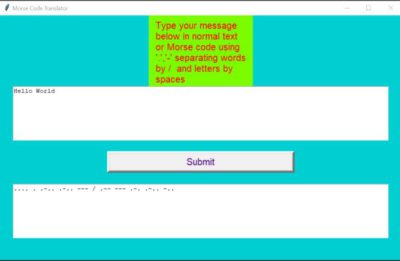 Morse Code Translator
Type your message
below in normal text
or Morse code using
'.','-' separating words
by / and letters by
spaces
Hello World
Submit
.... . .-.. .-.. --- / .-- --- .-. .-.. -..